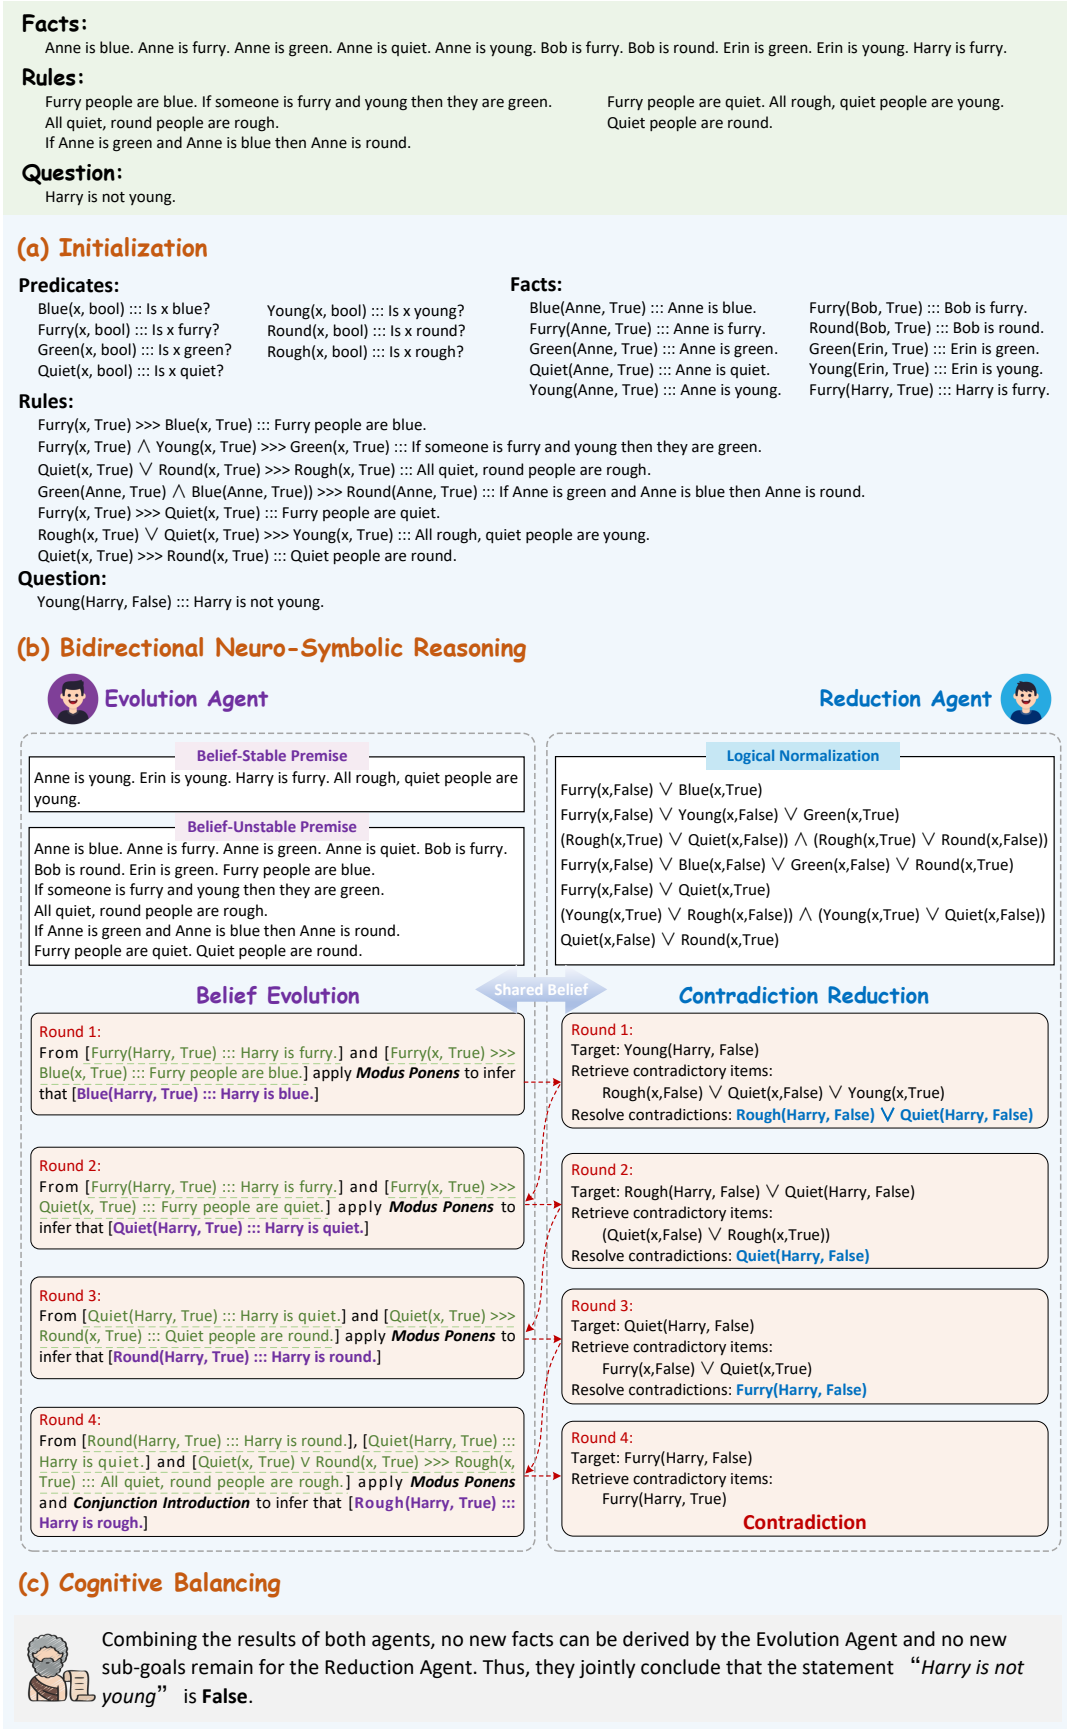 Facts:
Anne is blue. Anne is furry. Anne is green. Anne is quiet. Anne is young. Bob is furry. Bob is round. Erin is green. Erin is young. Harry is furry.
Rules:
Furry people are blue. If someone is furry and young then they are green.
All quiet, round people are rough.
If Anne is green and Anne is blue then Anne is round.
Furry people are quiet. All rough, quiet people are young.
Quiet people are round.
Question:
Harry is not young.
(a) Initialization
Predicates:
Blue(x, bool) ::: Is x blue?
Furry(x, bool) ::: Is x furry?
Green(x, bool) ::: Is x green?
Quiet(x, bool) ::: Is x quiet?
Young(x, bool) ::: Is x young?
Round(x, bool) ::: Is x round?
Rough(x, bool) ::: Is x rough?
Facts:
Blue(Anne, True) ::: Anne is blue.
Furry(Anne, True) ::: Anne is furry.
Green(Anne, True) ::: Anne is green.
Quiet(Anne, True) ::: Anne is quiet.
Young(Anne, True) ::: Anne is young.
Furry(Bob, True) ::: Bob is furry.
Round(Bob, True) ::: Bob is round.
Green(Erin, True) ::: Erin is green.
Young(Erin, True) ::: Erin is young.
Furry(Harry, True) ::: Harry is furry.
Rules:
Furry(x, True) >>> Blue(x, True) ::: Furry people are blue.
Furry(x, True) ∧ Young(x, True) >>> Green(x, True) ::: If someone is furry and young then they are green.
Quiet(x, True) ∨ Round(x, True) >>> Rough(x, True) ::: All quiet, round people are rough.
Green(Anne, True) ∧ Blue(Anne, True)) >>> Round(Anne, True) ::: If Anne is green and Anne is blue then Anne is round.
Furry(x, True) >>> Quiet(x, True) ::: Furry people are quiet.
Rough(x, True) ∨ Quiet(x, True) >>> Young(x, True) ::: All rough, quiet people are young.
Quiet(x, True) >>> Round(x, True) ::: Quiet people are round.
Question:
Young(Harry, False) ::: Harry is not young.
(b) Bidirectional Neuro-Symbolic Reasoning
Evolution Agent
Belief-Stable Premise
Anne is young. Erin is young. Harry is furry. All rough, quiet people are
young.
Belief-Unstable Premise
Anne is blue. Anne is furry. Anne is green. Anne is quiet. Bob is furry.
Bob is round. Erin is green. Furry people are blue.
If someone is furry and young then they are green.
All quiet, round people are rough.
If Anne is green and Anne is blue then Anne is round.
Furry people are quiet. Quiet people are round.
Reduction Agent
Logical Normalization
Furry(x,False) ∨ Blue(x,True)
Furry(x,False) ∨ Young(x,False) ∨ Green(x,True)
(Rough(x,True) ∨ Quiet(x,False)) ∧ (Rough(x,True) ∨ Round(x,False))
Furry(x,False) ∨ Blue(x,False) ∨ Green(x,False) ∨ Round(x,True)
Furry(x,False) ∨ Quiet(x,True)
(Young(x,True) ∨ Rough(x,False)) ∧ (Young(x,True) ∨ Quiet(x,False))
Quiet(x,False) ∨ Round(x,True)
Shared Belief
Belief Evolution
Round 1:
From [Furry(Harry, True) ::: Harry is furry.] and [Furry(x, True) >>>
Blue(x, True) ::: Furry people are blue.] apply Modus Ponens to infer
that [Blue(Harry, True) ::: Harry is blue.]
Round 2:
From [Furry(Harry, True) ::: Harry is furry.] and [Furry(x, True) >>>
Quiet(x, True) ::: Furry people are quiet.] apply Modus Ponens to
infer that [Quiet(Harry, True) ::: Harry is quiet.]
Round 3:
From [Quiet(Harry, True) ::: Harry is quiet.] and [Quiet(x, True) >>>
Round(x, True) ::: Quiet people are round.] apply Modus Ponens to
infer that [Round(Harry, True) ::: Harry is round.]
Round 4:
From [Round(Harry, True) ::: Harry is round.], [Quiet(Harry, True) :::
Harry is quiet.] and [Quiet(x, True) ∨ Round(x, True) >>> Rough(x,
True) ::: All quiet, round people are rough.] apply Modus Ponens
and Conjunction Introduction to infer that [Rough(Harry, True) :::
Harry is rough.]
Contradiction Reduction
Round 1:
Target: Young(Harry, False)
Retrieve contradictory items:
Rough(x,False) ∨ Quiet(x,False) ∨ Young(x,True)
Resolve contradictions: Rough(Harry, False) ∨ Quiet(Harry, False)
Round 2:
Target: Rough(Harry, False) ∨ Quiet(Harry, False)
Retrieve contradictory items:
(Quiet(x,False) ∨ Rough(x,True))
Resolve contradictions: Quiet(Harry, False)
Round 3:
Target: Quiet(Harry, False)
Retrieve contradictory items:
Furry(x,False) ∨ Quiet(x,True)
Resolve contradictions: Furry(Harry, False)
Round 4:
Target: Furry(Harry, False)
Retrieve contradictory items:
Furry(Harry, True)
Contradiction
(c) Cognitive Balancing
Combining the results of both agents, no new facts can be derived by the Evolution Agent and no new
sub-goals remain for the Reduction Agent. Thus, they jointly conclude that the statement “Harry is not
young” is False.